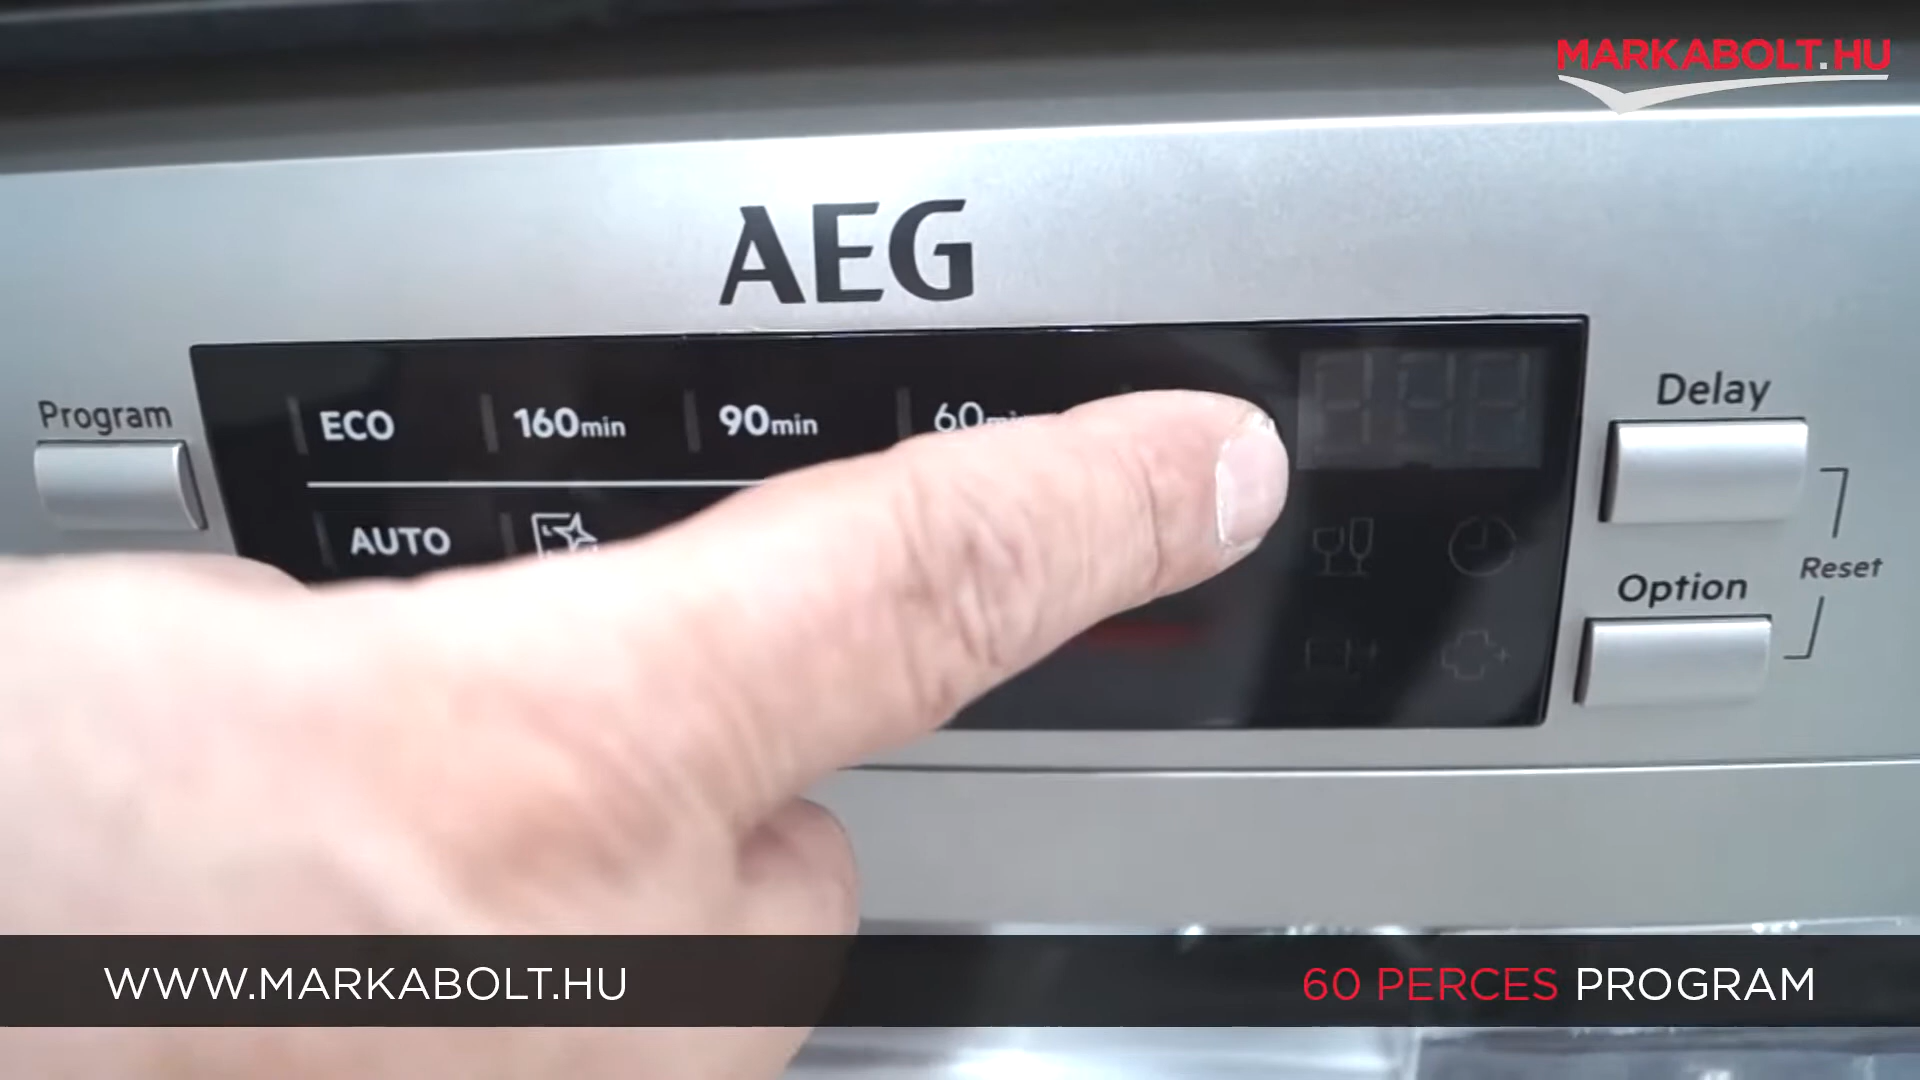 MARKABOLT.HU
AEG
Program
ECO
160min
90min
60min
Delay
AUTO
Reset
Option
WWW.MARKABOLT.HU
60 PERCES PROGRAM